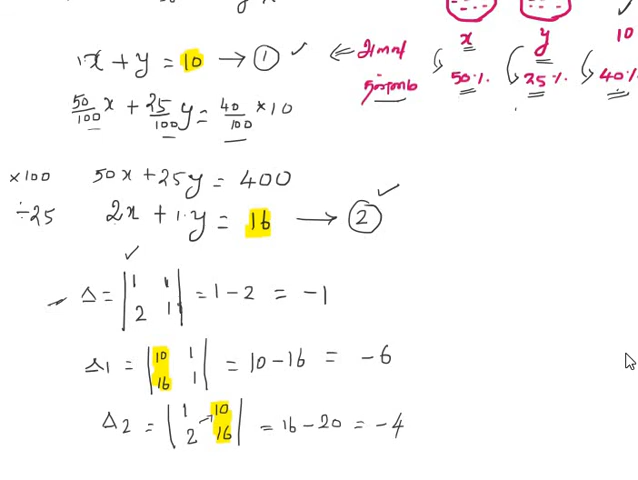 x y 10
1x + y = 10 → ①
50% 25% 40%
50/100 x + 25/100 y = 40/100 × 10
×100 50x + 25y = 400
÷25 2x + 1·y = 16 → ②
Δ = | 1 1 | = 1 - 2 = -1
2 1
Δ1 = | 10 1 | = 10 - 16 = -6
16 1
Δ2 = | 1 10 | = 16 - 20 = -4
2 16